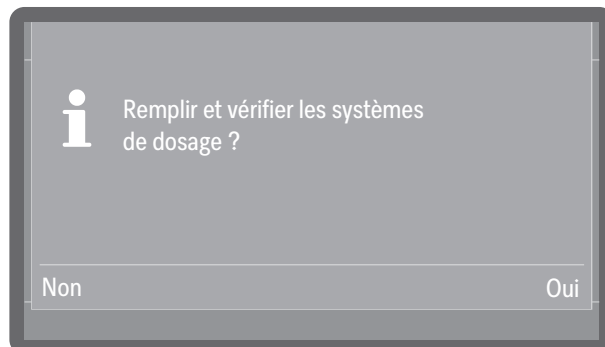 Remplir et vérifier les systèmes
de dosage ?
Non
Oui